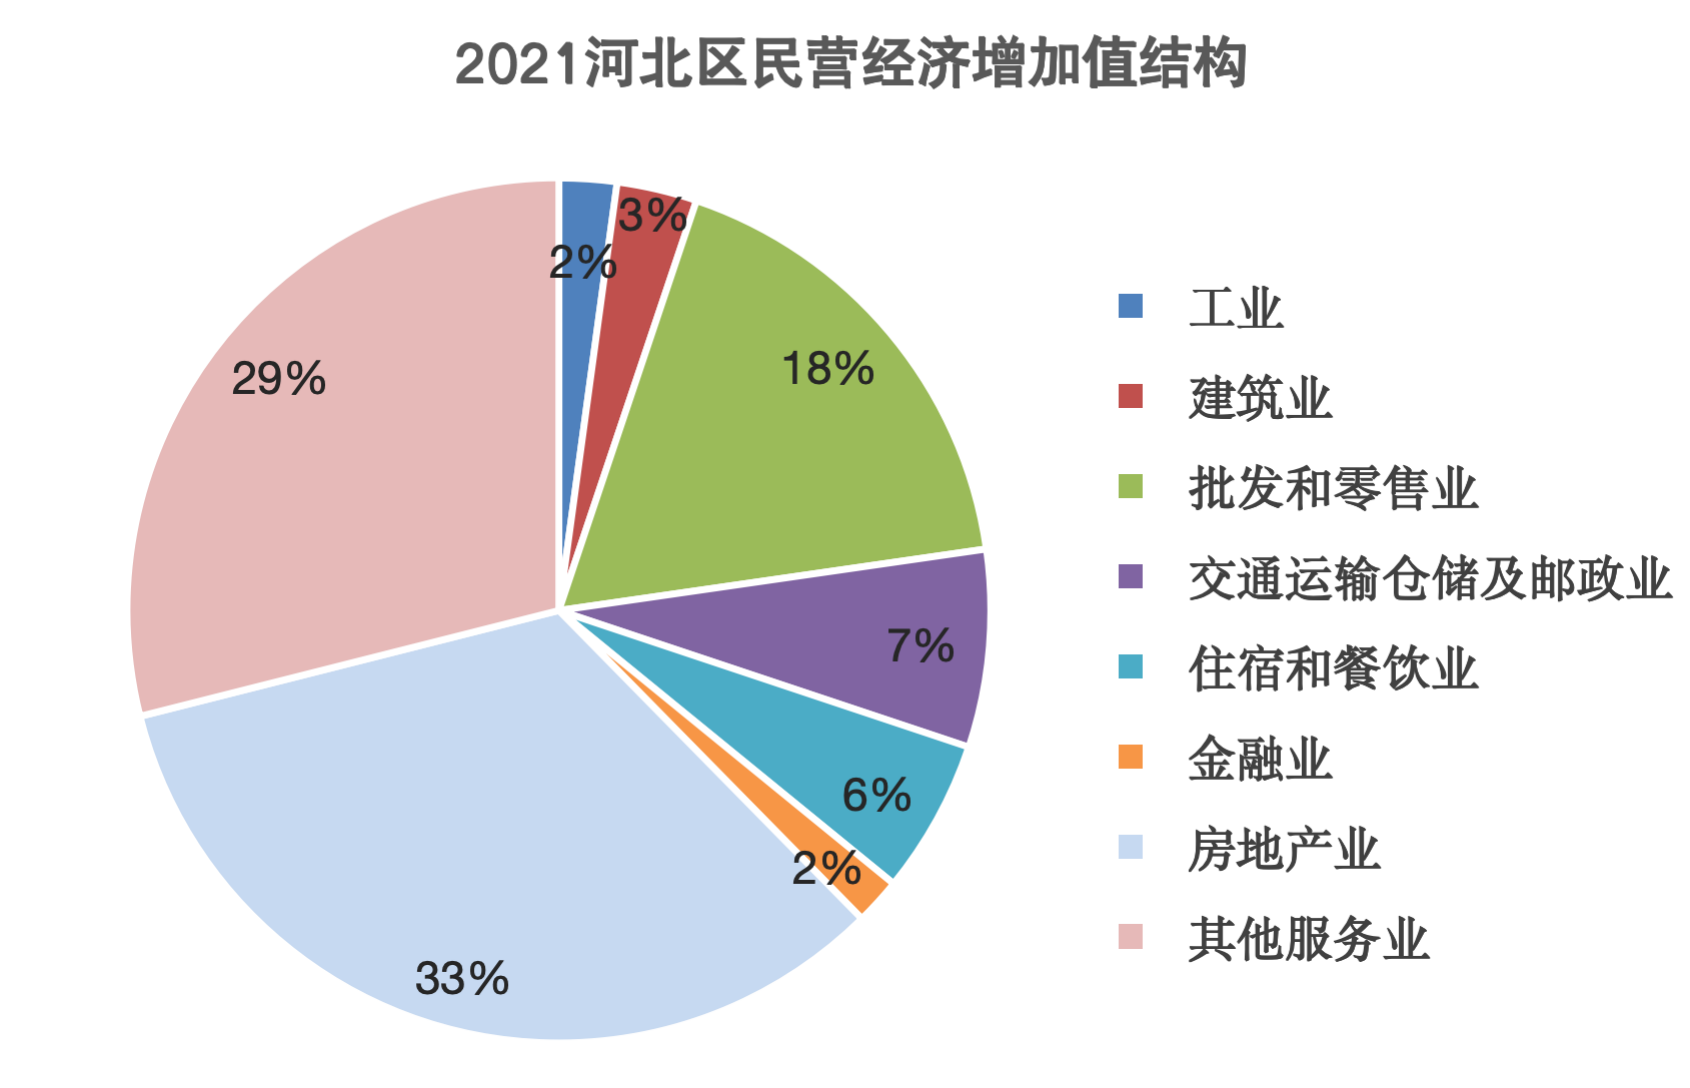 2021河北区民营经济增加值结构
2%
3%
18%
29%
7%
6%
2%
33%
工业
建筑业
批发和零售业
交通运输仓储及邮政业
住宿和餐饮业
金融业
房地产业
其他服务业